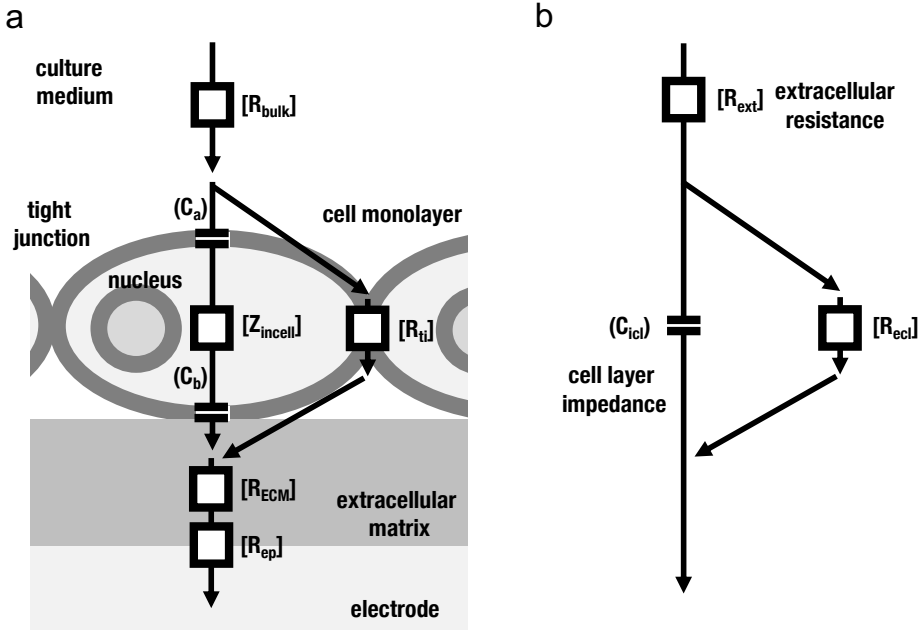 a
culture
medium
[R_bulk]
(C_a)
tight
junction
cell monolayer
nucleus
[Z_incell]
[R_ti]
(C_b)
[R_ECM]
extracellular
matrix
[R_ep]
electrode
b
[R_ext]
extracellular
resistance
(C_icl)
[R_ecl]
cell layer
impedance